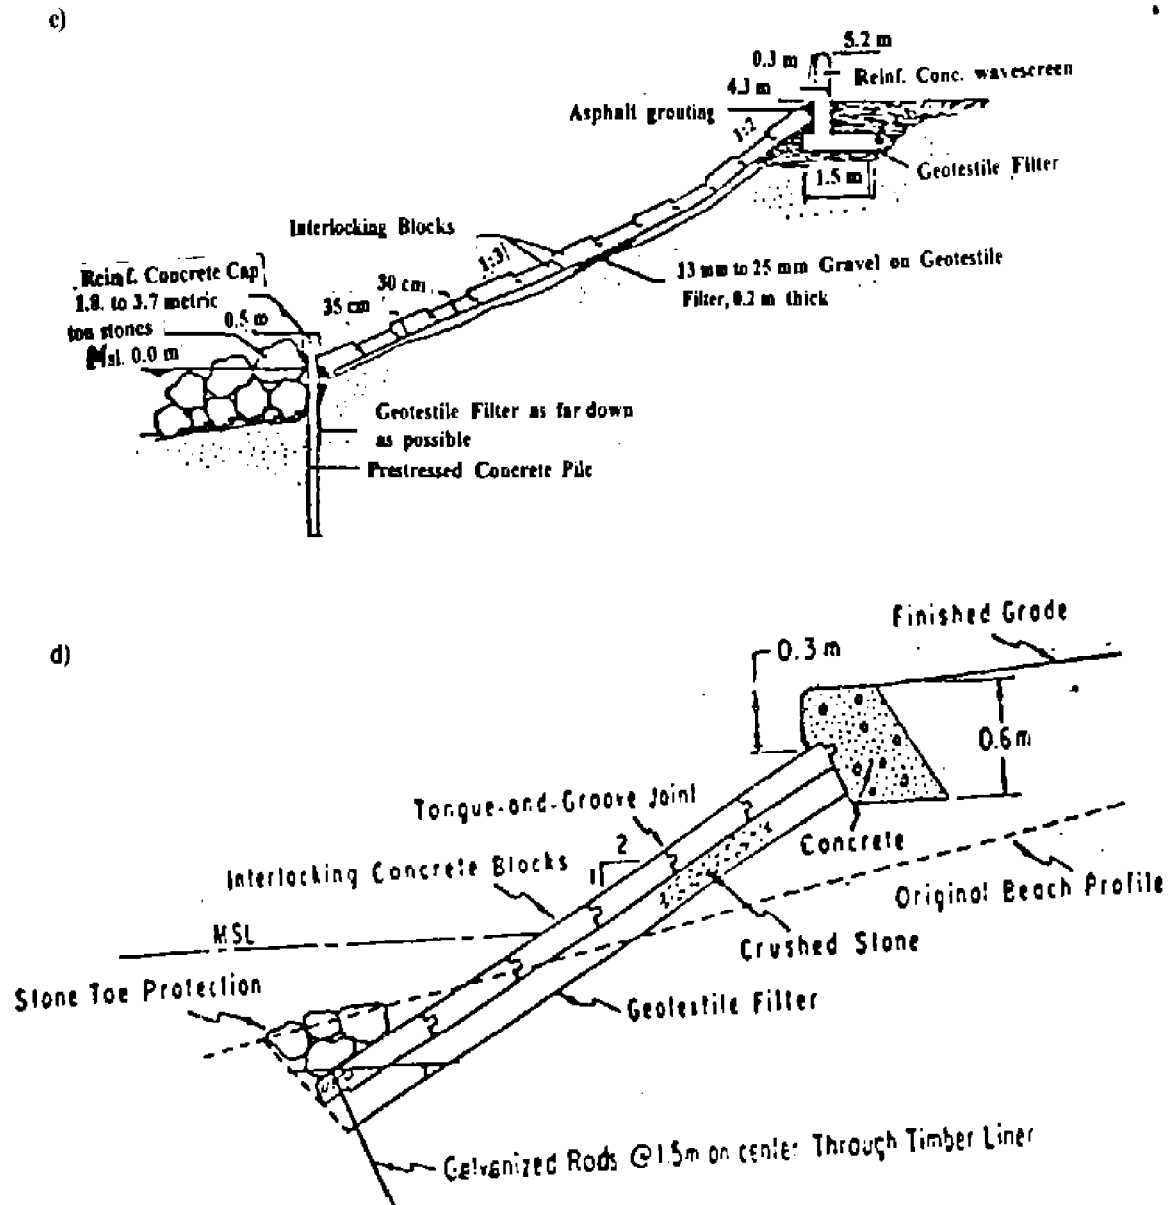 c)
5.2 m
0.3 m
Reinf. Conc. wavescreen
4.3 m
Asphalt grouting
1:2
Geotestile Filter
1.5 m
Interlocking Blocks
1:3
Reinf. Concrete Cap
1.8. to 3.7 metric
ton stones
0.5 m
Msl. 0.0 m
30 cm
35 cm
13 mm to 25 mm Gravel on Geotestile
Filter, 0.2 m thick
Geotestile Filter as far down
as possible
Prestressed Concrete Pile
d)
Finished Grade
0.3 m
0.6 m
Tongue-and-Groove Joint
2
1
Concrete
Interlocking Concrete Blocks
Original Beach Profile
MSL
Crushed Stone
Stone Toe Protection
Geotestile Filter
Galvanized Rods @ 1.5m on center Through Timber Liner